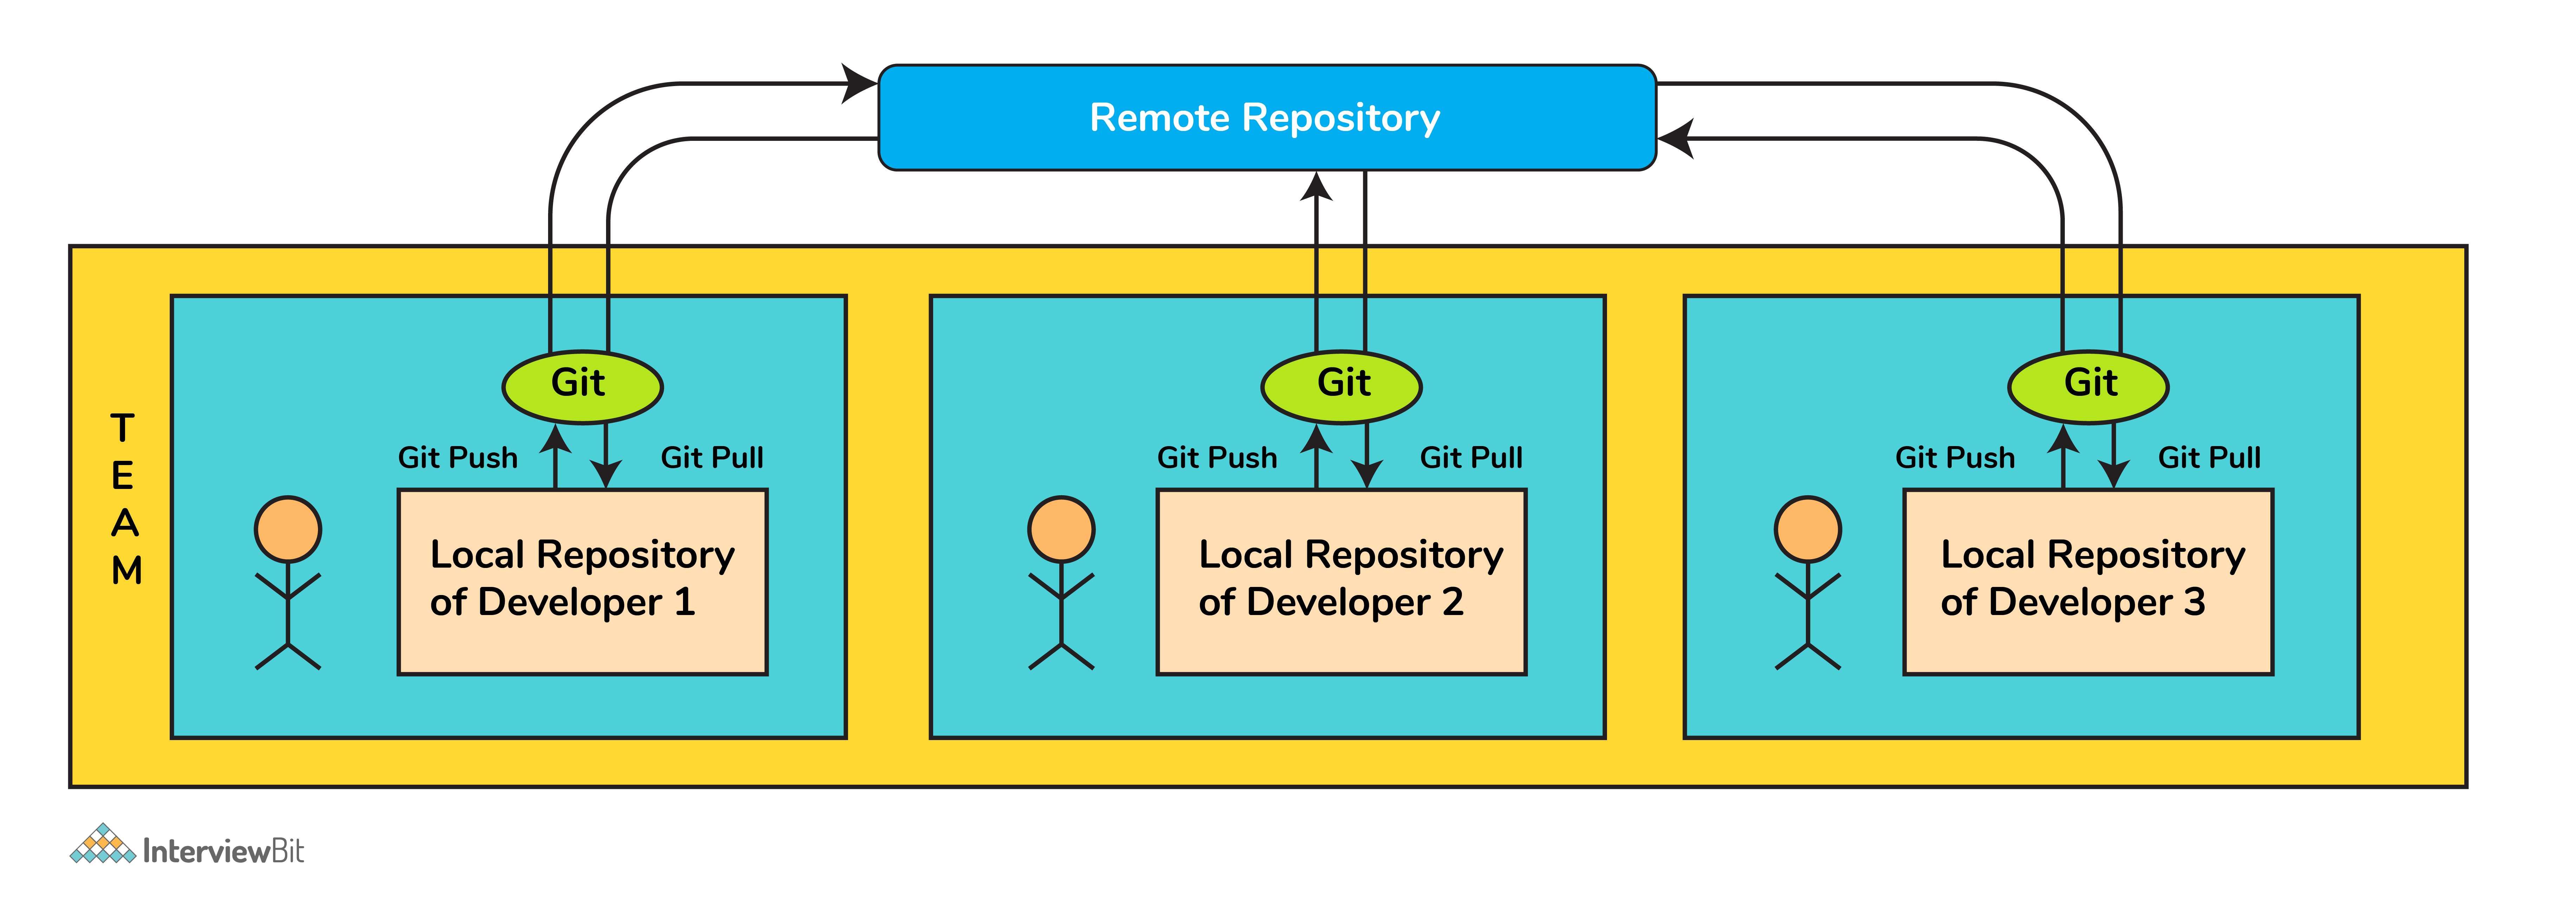 Remote Repository
T
E
A
M
Git
Git Push
Git Pull
Local Repository
of Developer 1
Git
Git Push
Git Pull
Local Repository
of Developer 2
Git
Git Push
Git Pull
Local Repository
of Developer 3
InterviewBit